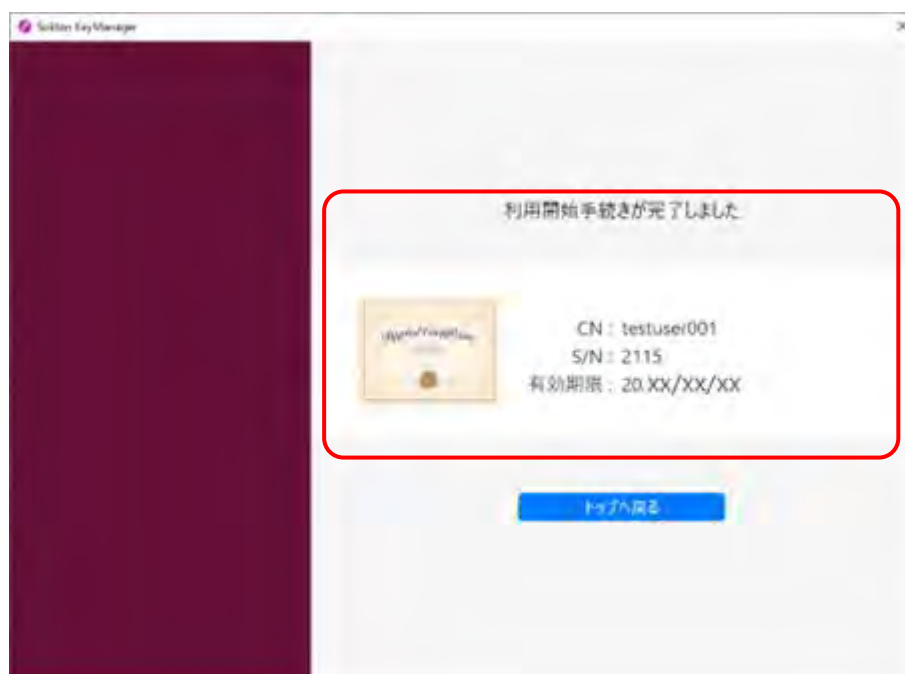 Soliton KeyManager
利用開始手続きが完了しました
CN : testuser001
S/N : 2115
有効期限 : 20.XX/XX/XX
トップへ戻る